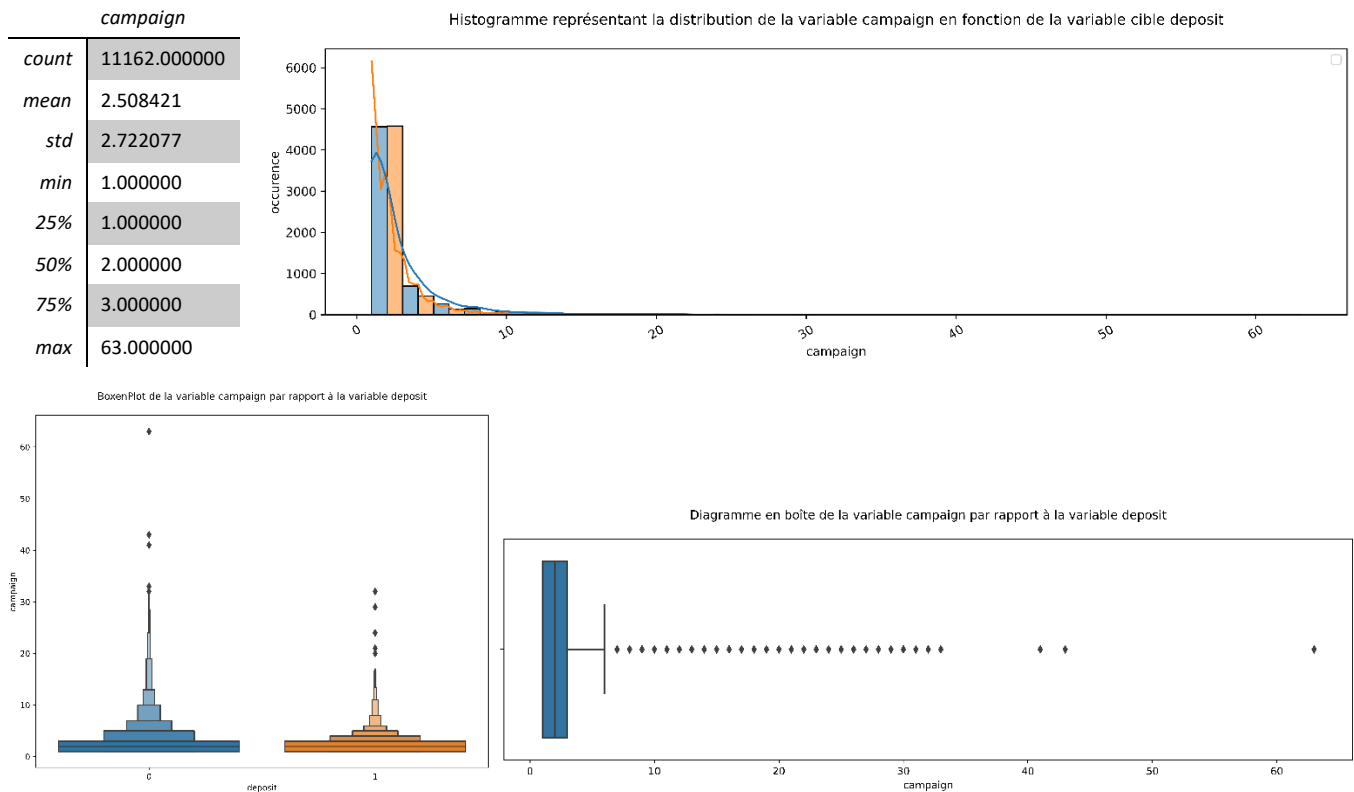 campaign
count 11162.000000
mean 2.508421
std 2.722077
min 1.000000
25% 1.000000
50% 2.000000
75% 3.000000
max 63.000000
Histogramme représentant la distribution de la variable campaign en fonction de la variable cible deposit
6000
5000
4000
3000
2000
1000
0
occurence
0 10 20 30 40 50 60
campaign
BoxenPlot de la variable campaign par rapport à la variable deposit
60
50
40
30
20
10
0
campaign
0 1
deposit
Diagramme en boîte de la variable campaign par rapport à la variable deposit
0 10 20 30 40 50 60
campaign